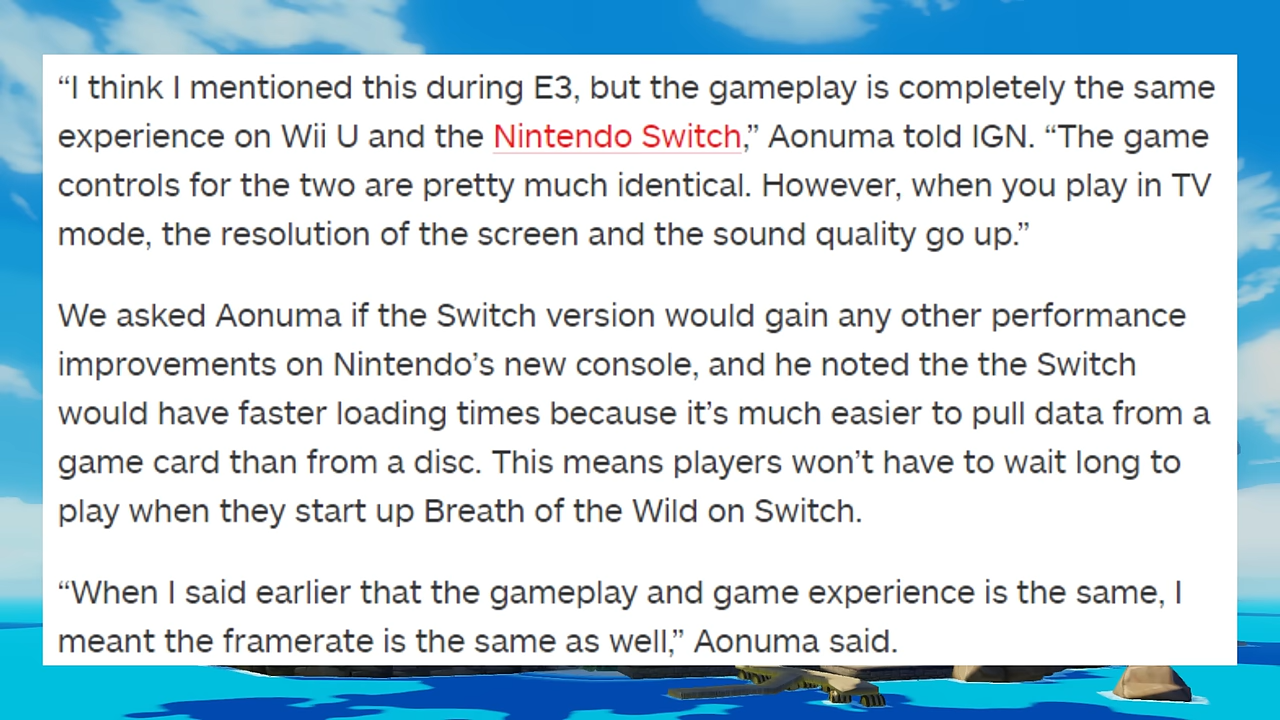 “I think I mentioned this during E3, but the gameplay is completely the same
experience on Wii U and the Nintendo Switch,” Aonuma told IGN. “The game
controls for the two are pretty much identical. However, when you play in TV
mode, the resolution of the screen and the sound quality go up.”
We asked Aonuma if the Switch version would gain any other performance
improvements on Nintendo’s new console, and he noted the the Switch
would have faster loading times because it’s much easier to pull data from a
game card than from a disc. This means players won’t have to wait long to
play when they start up Breath of the Wild on Switch.
“When I said earlier that the gameplay and game experience is the same, I
meant the framerate is the same as well,” Aonuma said.